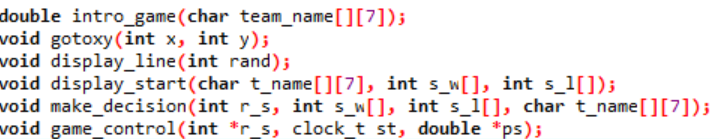 double intro_game(char team_name[][7]);
void gotoxy(int x, int y);
void display_line(int rand);
void display_start(char t_name[][7], int s_w[], int s_l[]);
void make_decision(int r_s, int s_w[], int s_l[], char t_name[][7]);
void game_control(int *r_s, clock_t st, double *ps);